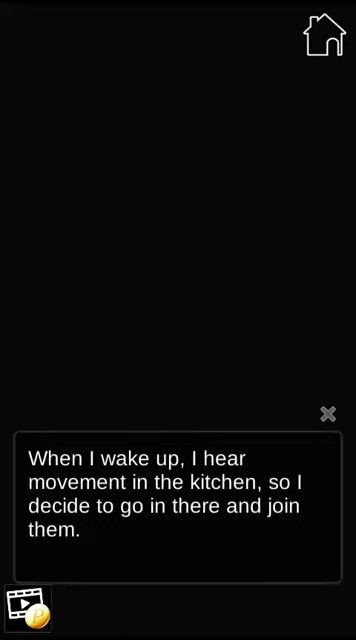 When I wake up, I hear
movement in the kitchen, so I
decide to go in there and join
them.
P